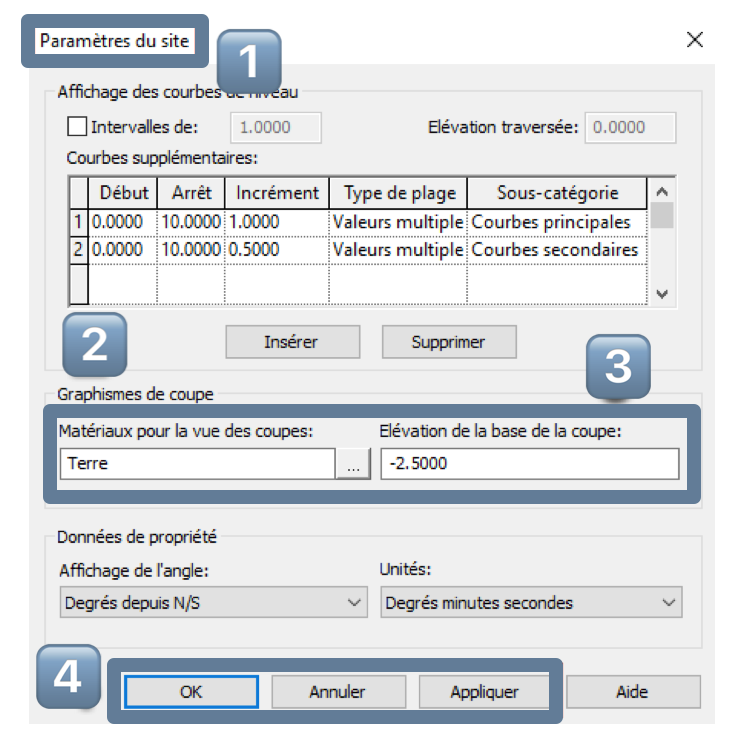 Paramètres du site
1
Affichage des courbes de niveau
Intervalles de: 1.0000 Elévation traversée: 0.0000
Courbes supplémentaires:
Début Arrêt Incrément Type de plage Sous-catégorie
1 0.0000 10.0000 1.0000 Valeurs multiple Courbes principales
2 0.0000 10.0000 0.5000 Valeurs multiple Courbes secondaires
2
Insérer Supprimer
3
Graphismes de coupe
Matériaux pour la vue des coupes: Elévation de la base de la coupe:
Terre ... -2.5000
Données de propriété
Affichage de l'angle: Unités:
Degrés depuis N/S Degrés minutes secondes
4
OK Annuler Appliquer Aide